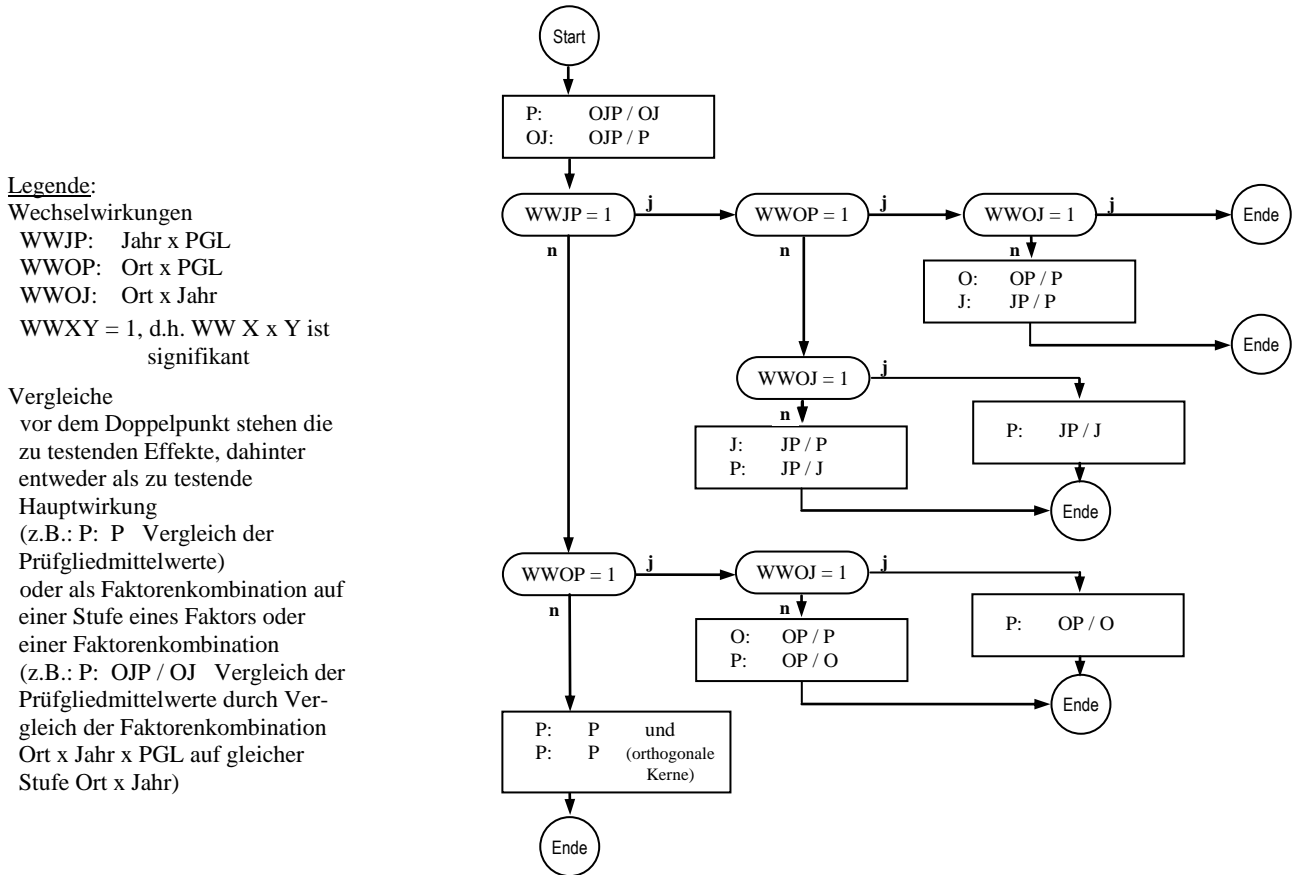 Start
P: OJP / OJ
OJ: OJP / P
Legende:
Wechselwirkungen
WWJP: Jahr x PGL
WWOP: Ort x PGL
WWOJ: Ort x Jahr
WWXY = 1, d.h. WW X x Y ist
signifikant
Vergleiche
vor dem Doppelpunkt stehen die
zu testenden Effekte, dahinter
entweder als zu testende
Hauptwirkung
(z.B.: P: P Vergleich der
Prüfgliedmittelwerte)
oder als Faktorenkombination auf
einer Stufe eines Faktors oder
einer Faktorenkombination
(z.B.: P: OJP / OJ Vergleich der
Prüfgliedmittelwerte durch Ver-
gleich der Faktorenkombination
Ort x Jahr x PGL auf gleicher
Stufe Ort x Jahr)
WWJP = 1
j
WWOP = 1
j
WWOJ = 1
j
Ende
n
n
n
O: OP / P
J: JP / P
Ende
WWOJ = 1
j
n
J: JP / P
P: JP / J
P: JP / J
Ende
WWOP = 1
j
WWOJ = 1
j
n
n
O: OP / P
P: OP / O
P: OP / O
Ende
P: P und
P: P (orthogonale
Kerne)
Ende